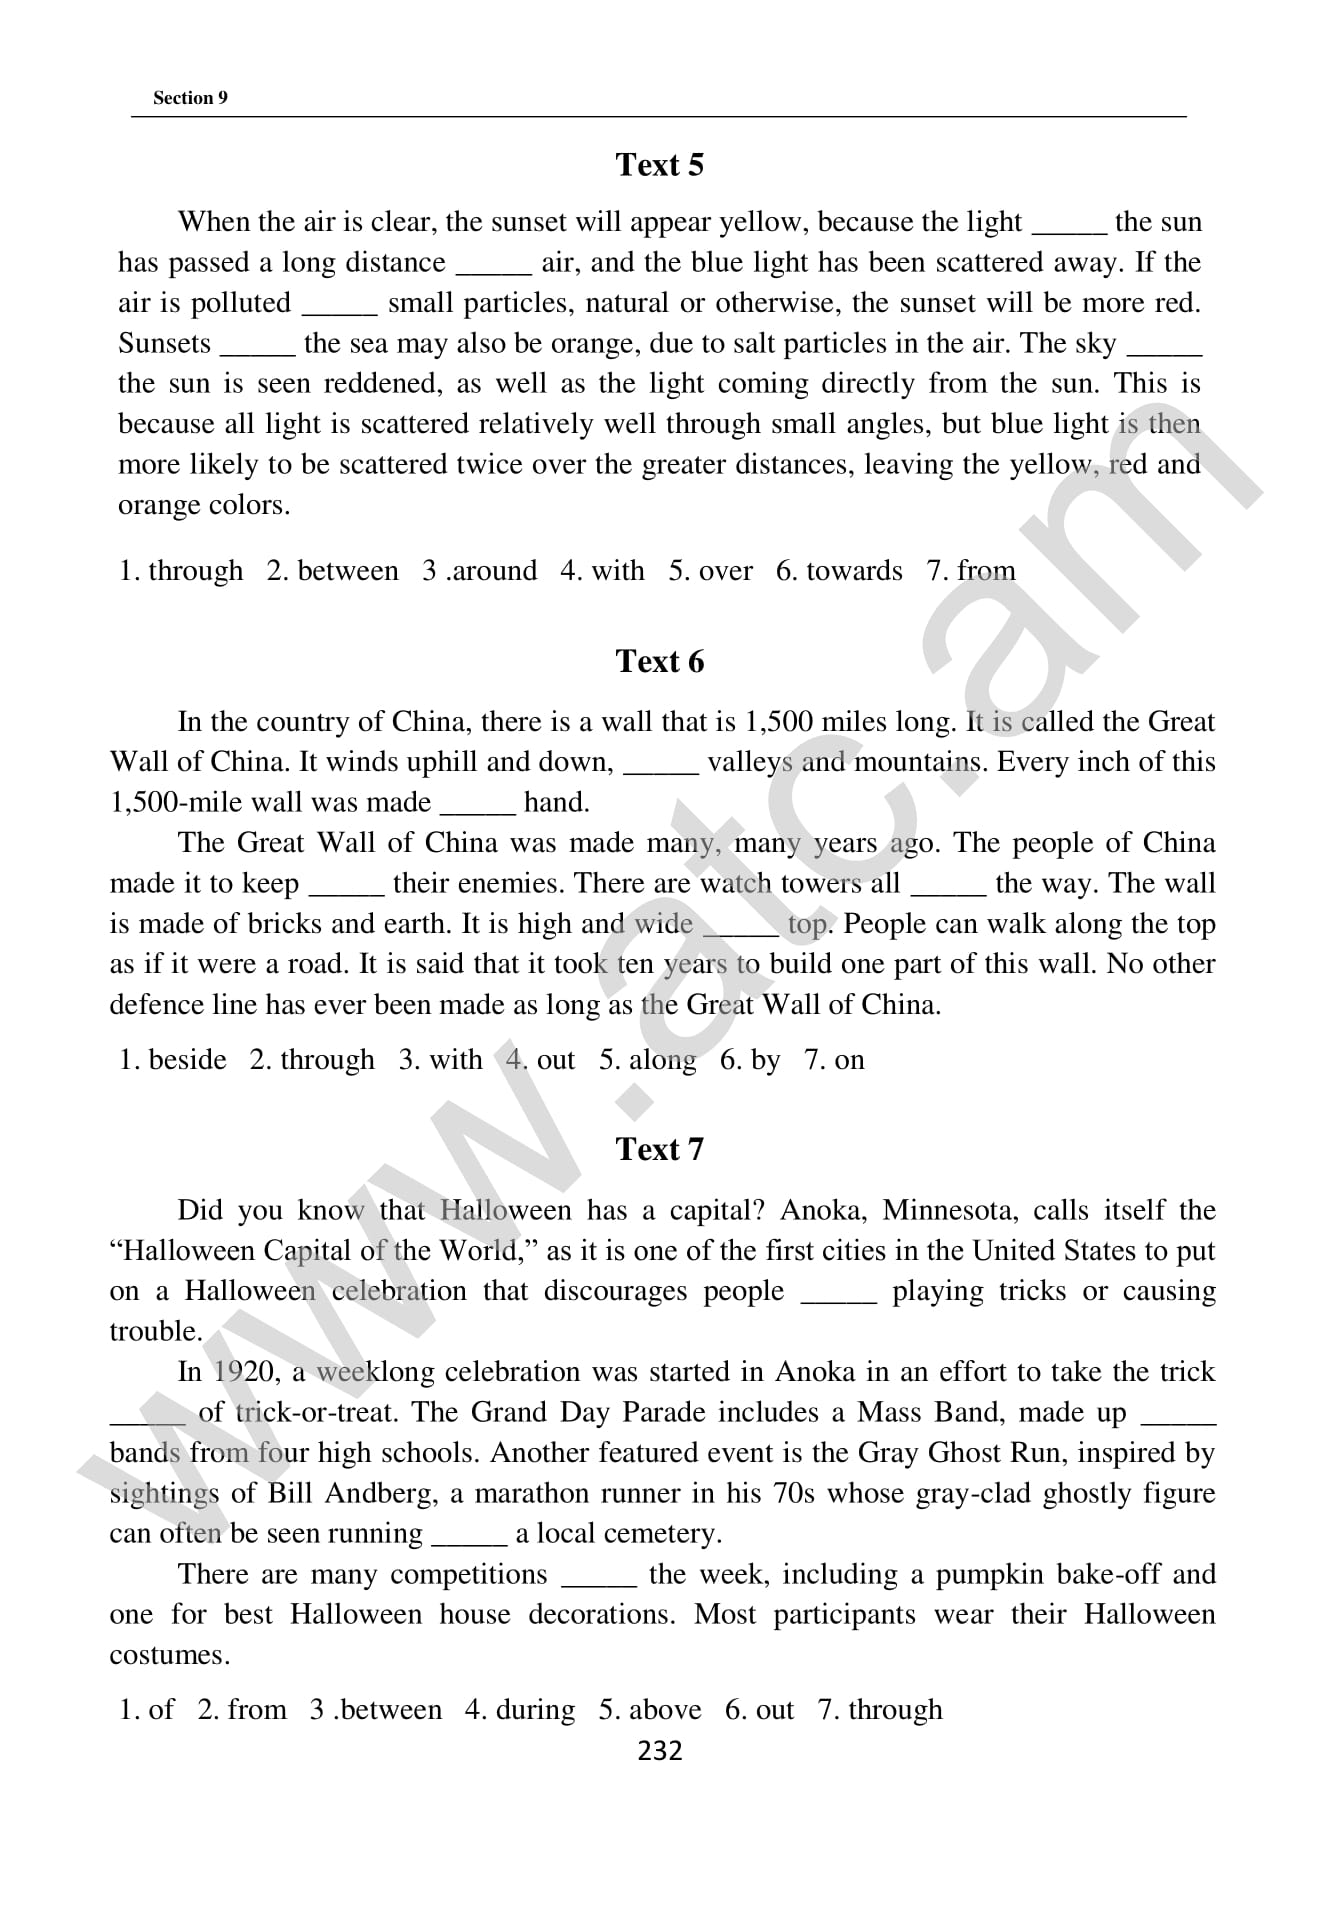 Section 9
Text 5
When the air is clear, the sunset will appear yellow, because the light _____ the sun
has passed a long distance _____ air, and the blue light has been scattered away. If the
air is polluted _____ small particles, natural or otherwise, the sunset will be more red.
Sunsets _____ the sea may also be orange, due to salt particles in the air. The sky _____
the sun is seen reddened, as well as the light coming directly from the sun. This is
because all light is scattered relatively well through small angles, but blue light is then
more likely to be scattered twice over the greater distances, leaving the yellow, red and
orange colors.
1. through 2. between 3 .around 4. with 5. over 6. towards 7. from
Text 6
In the country of China, there is a wall that is 1,500 miles long. It is called the Great
Wall of China. It winds uphill and down, _____ valleys and mountains. Every inch of this
1,500-mile wall was made _____ hand.
The Great Wall of China was made many, many years ago. The people of China
made it to keep _____ their enemies. There are watch towers all _____ the way. The wall
is made of bricks and earth. It is high and wide _____ top. People can walk along the top
as if it were a road. It is said that it took ten years to build one part of this wall. No other
defence line has ever been made as long as the Great Wall of China.
1. beside 2. through 3. with 4. out 5. along 6. by 7. on
Text 7
Did you know that Halloween has a capital? Anoka, Minnesota, calls itself the
“Halloween Capital of the World,” as it is one of the first cities in the United States to put
on a Halloween celebration that discourages people _____ playing tricks or causing
trouble.
In 1920, a weeklong celebration was started in Anoka in an effort to take the trick
_____ of trick-or-treat. The Grand Day Parade includes a Mass Band, made up _____
bands from four high schools. Another featured event is the Gray Ghost Run, inspired by
sightings of Bill Andberg, a marathon runner in his 70s whose gray-clad ghostly figure
can often be seen running _____ a local cemetery.
There are many competitions _____ the week, including a pumpkin bake-off and
one for best Halloween house decorations. Most participants wear their Halloween
costumes.
1. of 2. from 3 .between 4. during 5. above 6. out 7. through
232
www.atc.am